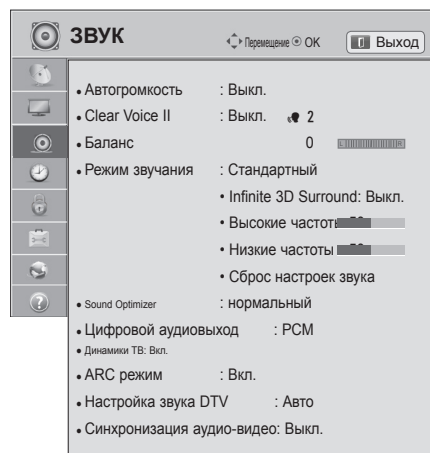 ЗВУК
Перемещение OK
Выход
• Автогромкость : Выкл.
• Clear Voice II : Выкл. 2
• Баланс 0 L R
• Режим звучания : Стандартный
• Infinite 3D Surround: Выкл.
• Высокие частоты
• Низкие частоты
• Сброс настроек звука
• Sound Optimizer : нормальный
• Цифровой аудиовыход : PCM
• Динамики ТВ: Вкл.
• ARC режим : Вкл.
• Настройка звука DTV : Авто
• Синхронизация аудио-видео: Выкл.